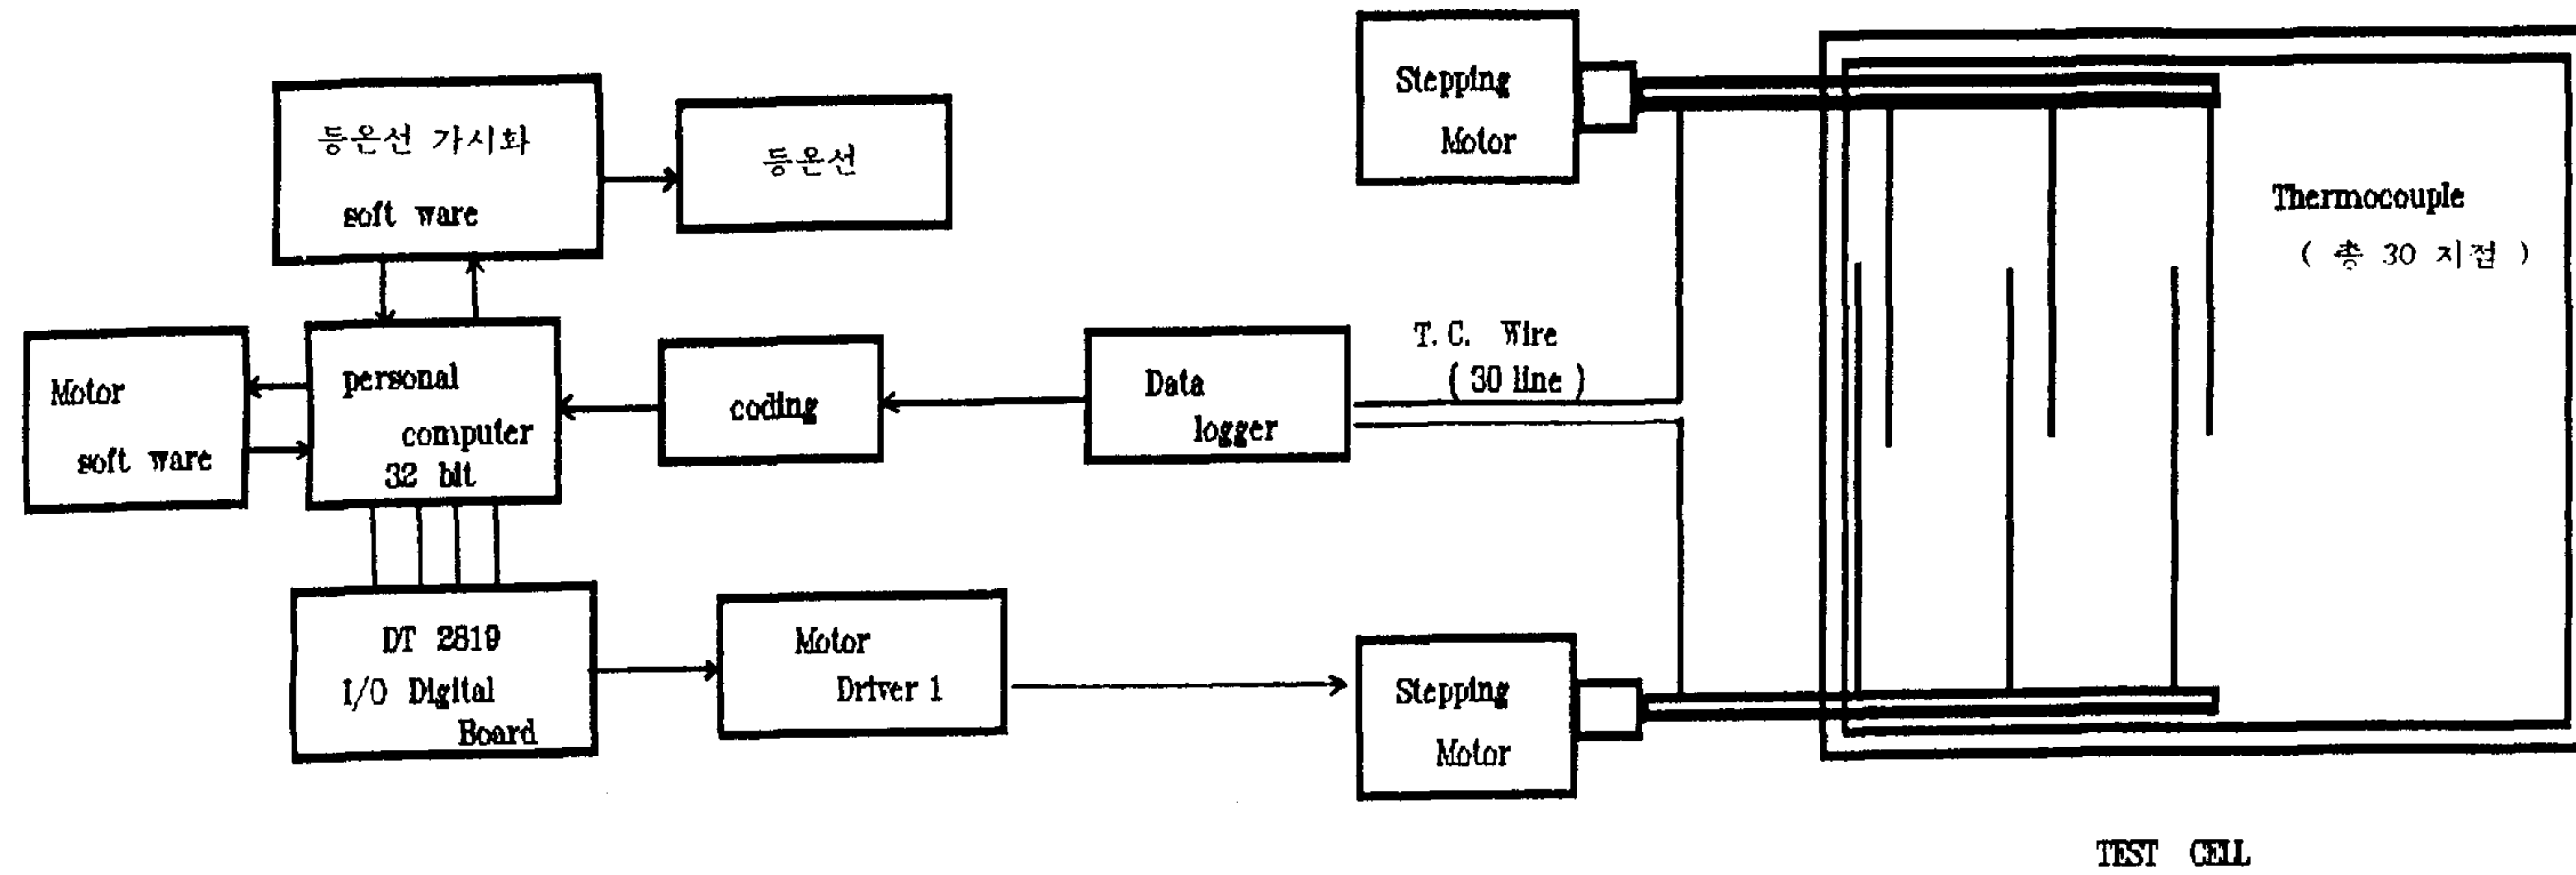 등온선 가시화
soft ware
등온선
Motor
soft ware
personal
computer
32 bit
coding
Data
logger
T. C. Wire
( 30 line )
DT 2819
I/O Digital
Board
Motor
Driver 1
Stepping
Motor
Stepping
Motor
Thermocouple
( 총 30 지점 )
TEST CELL